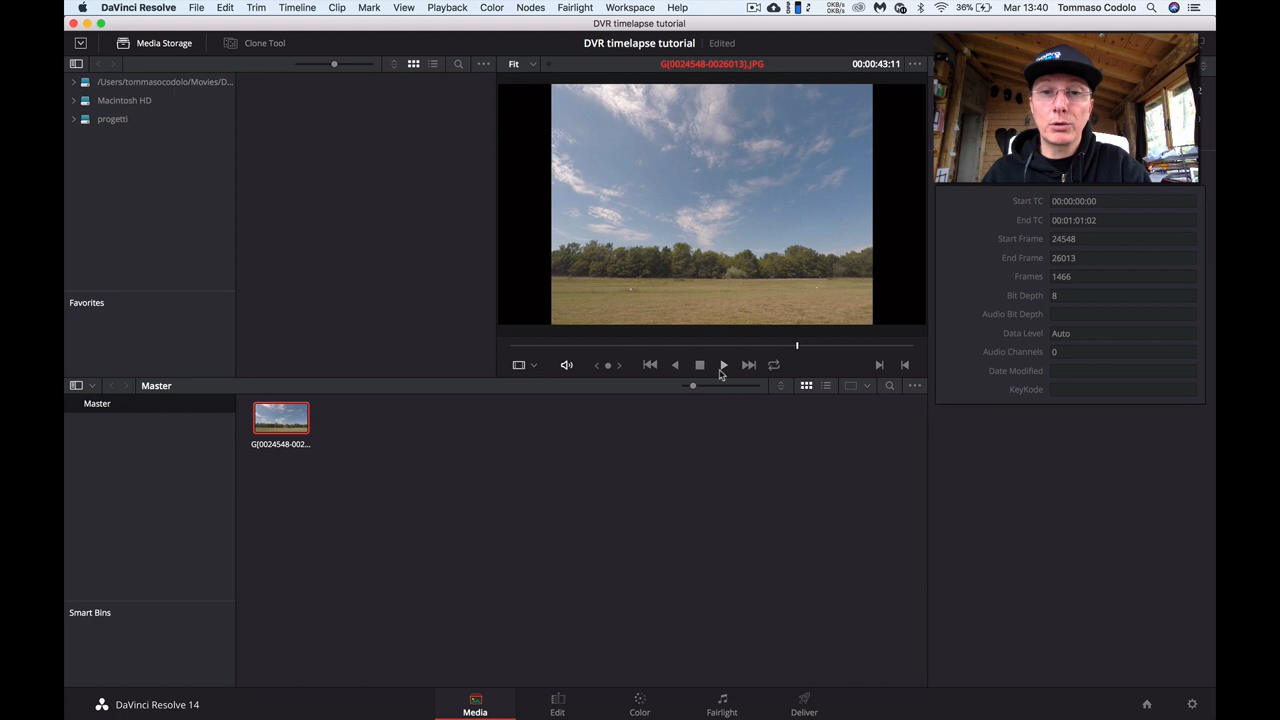 DaVinci Resolve File Edit Trim Timeline Clip Mark View Playback Color Nodes Fairlight Workspace Help 0KB/s 0KB/s 36% Mar 13:40 Tommaso Codolo
DVR timelapse tutorial
Media Storage Clone Tool DVR timelapse tutorial Edited
Fit G[0024548-0026013].JPG 00:00:43:11
/Users/tommasocodolo/Movies/D...
Macintosh HD
progetti
Start TC 00:00:00:00
End TC 00:01:01:02
Start Frame 24548
End Frame 26013
Frames 1466
Bit Depth 8
Audio Bit Depth
Data Level Auto
Audio Channels 0
Date Modified
KeyKode
Favorites
Master
Master
G[0024548-002...
Smart Bins
DaVinci Resolve 14
Media Edit Color Fairlight Deliver